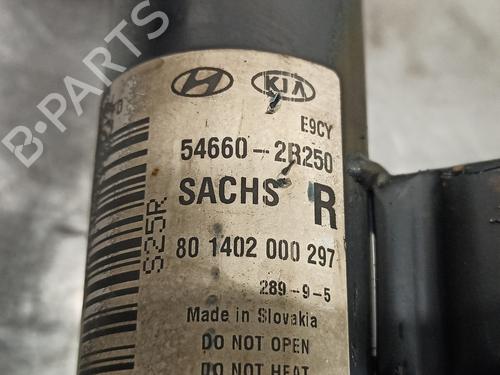 KIA
E9CY
54660-2R250
SACHS R
80 1402 000 297
289-9-5
Made in Slovakia
DO NOT OPEN
DO NOT HEAT
S25R
B-PARTS